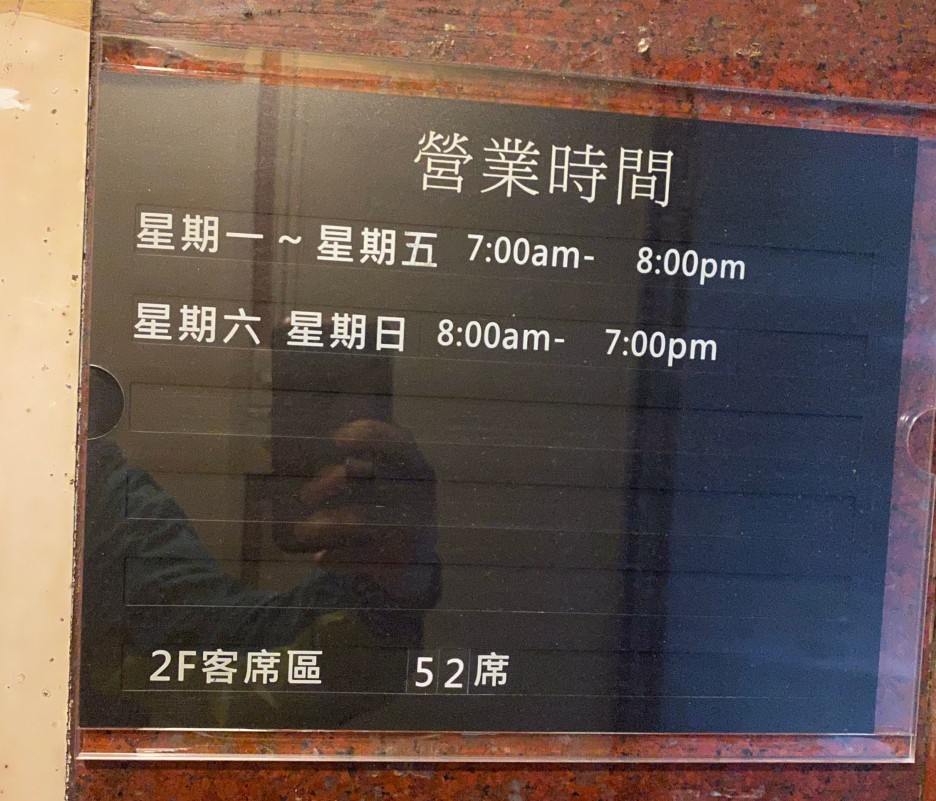 營業時間
星期一 ~ 星期五 7:00am- 8:00pm
星期六 星期日 8:00am- 7:00pm
2F客席區 52席